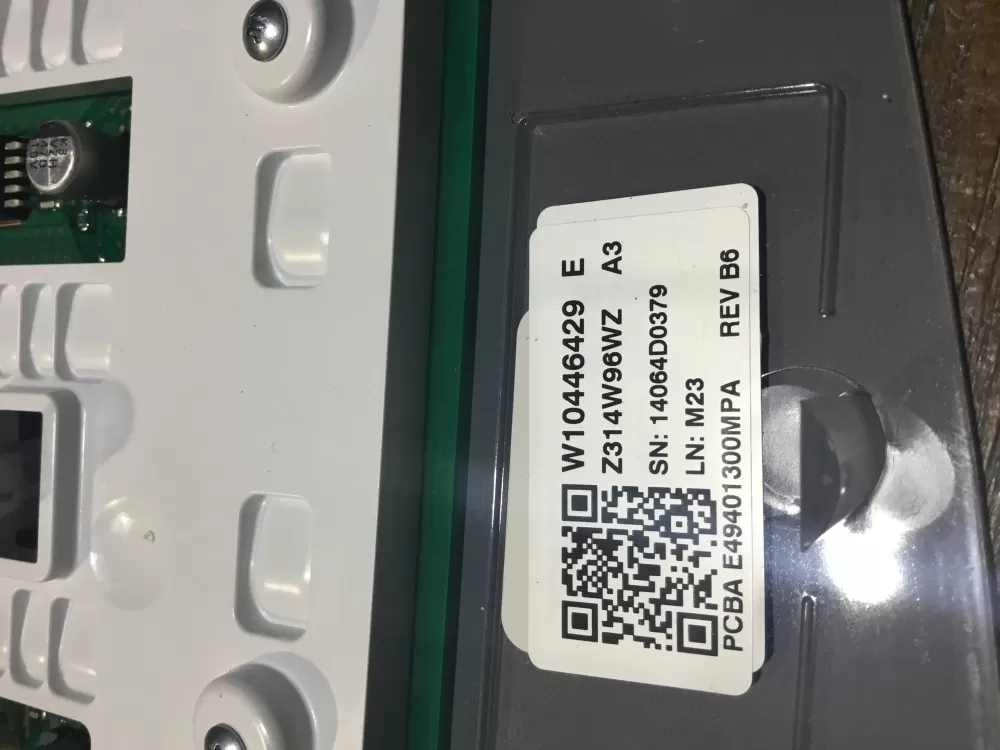 W10446429 E
Z314W96WZ A3
SN: 14064D0379
LN: M23
PCBA E49401300MPA REV B6